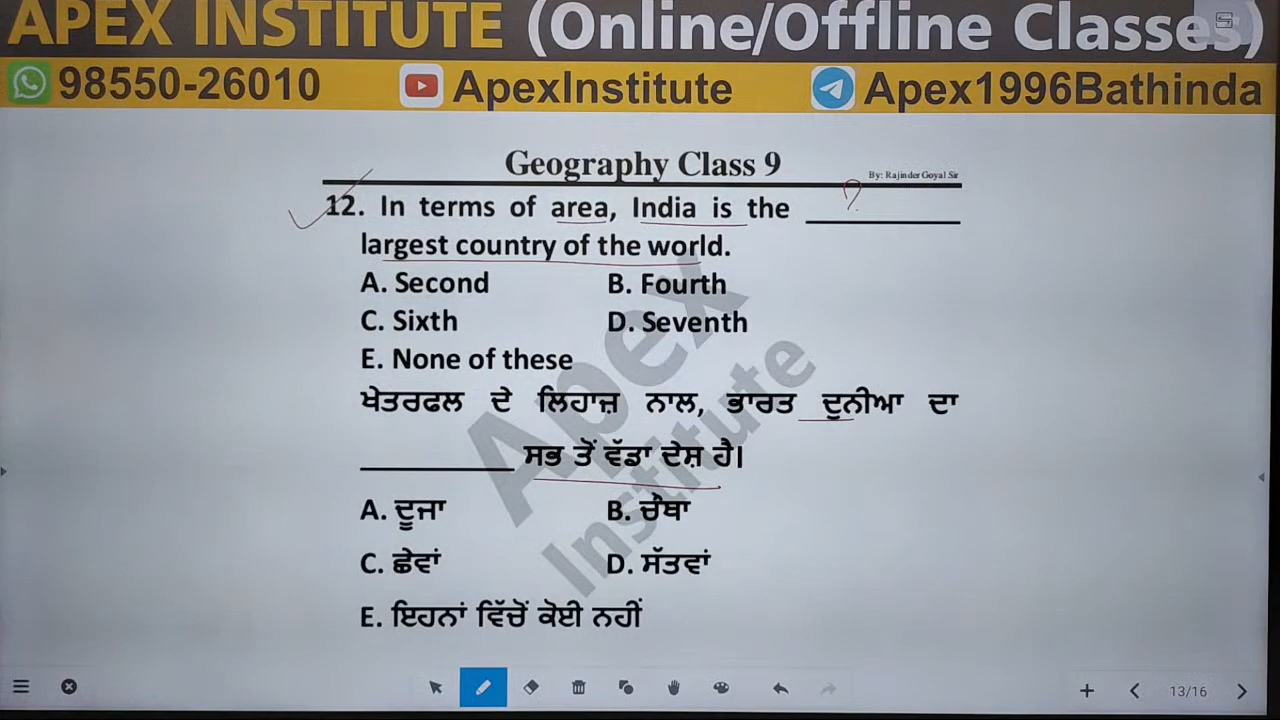 APEX INSTITUTE (Online/Offline Classes)
98550-26010 ApexInstitute Apex1996Bathinda
Geography Class 9
By: Rajinder Goyal Sir
12. In terms of area, India is the __________ ?
largest country of the world.
A. Second B. Fourth
C. Sixth D. Seventh
E. None of these
ਖੇਤਰਫਲ ਦੇ ਲਿਹਾਜ਼ ਨਾਲ, ਭਾਰਤ ਦੁਨੀਆ ਦਾ
__________ ਸਭ ਤੋਂ ਵੱਡਾ ਦੇਸ਼ ਹੈ।
A. ਦੂਜਾ B. ਚੌਥਾ
C. ਛੇਵਾਂ D. ਸੱਤਵਾਂ
E. ਇਹਨਾਂ ਵਿੱਚੋਂ ਕੋਈ ਨਹੀਂ
Apex
Institute
13/16